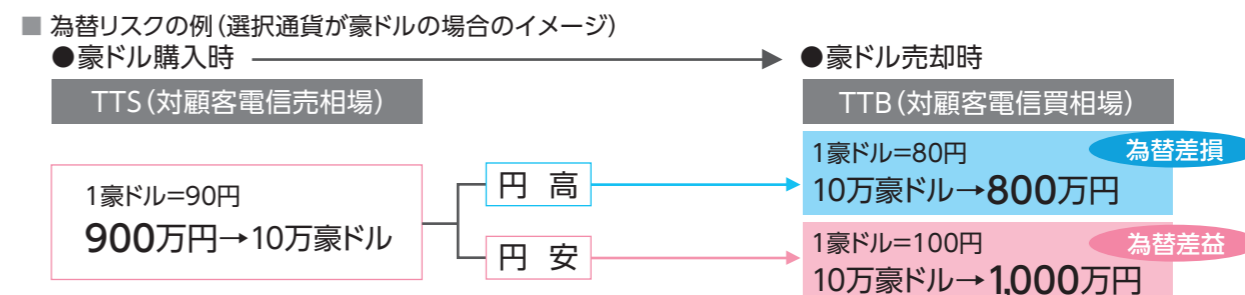 ■ 為替リスクの例(選択通貨が豪ドルの場合のイメージ)
●豪ドル購入時
●豪ドル売却時
TTS(対顧客電信売相場)
TTB(対顧客電信買相場)
1豪ドル=90円
900万円→10万豪ドル
円 高
1豪ドル=80円
為替差損
10万豪ドル→800万円
円 安
1豪ドル=100円
為替差益
10万豪ドル→1,000万円